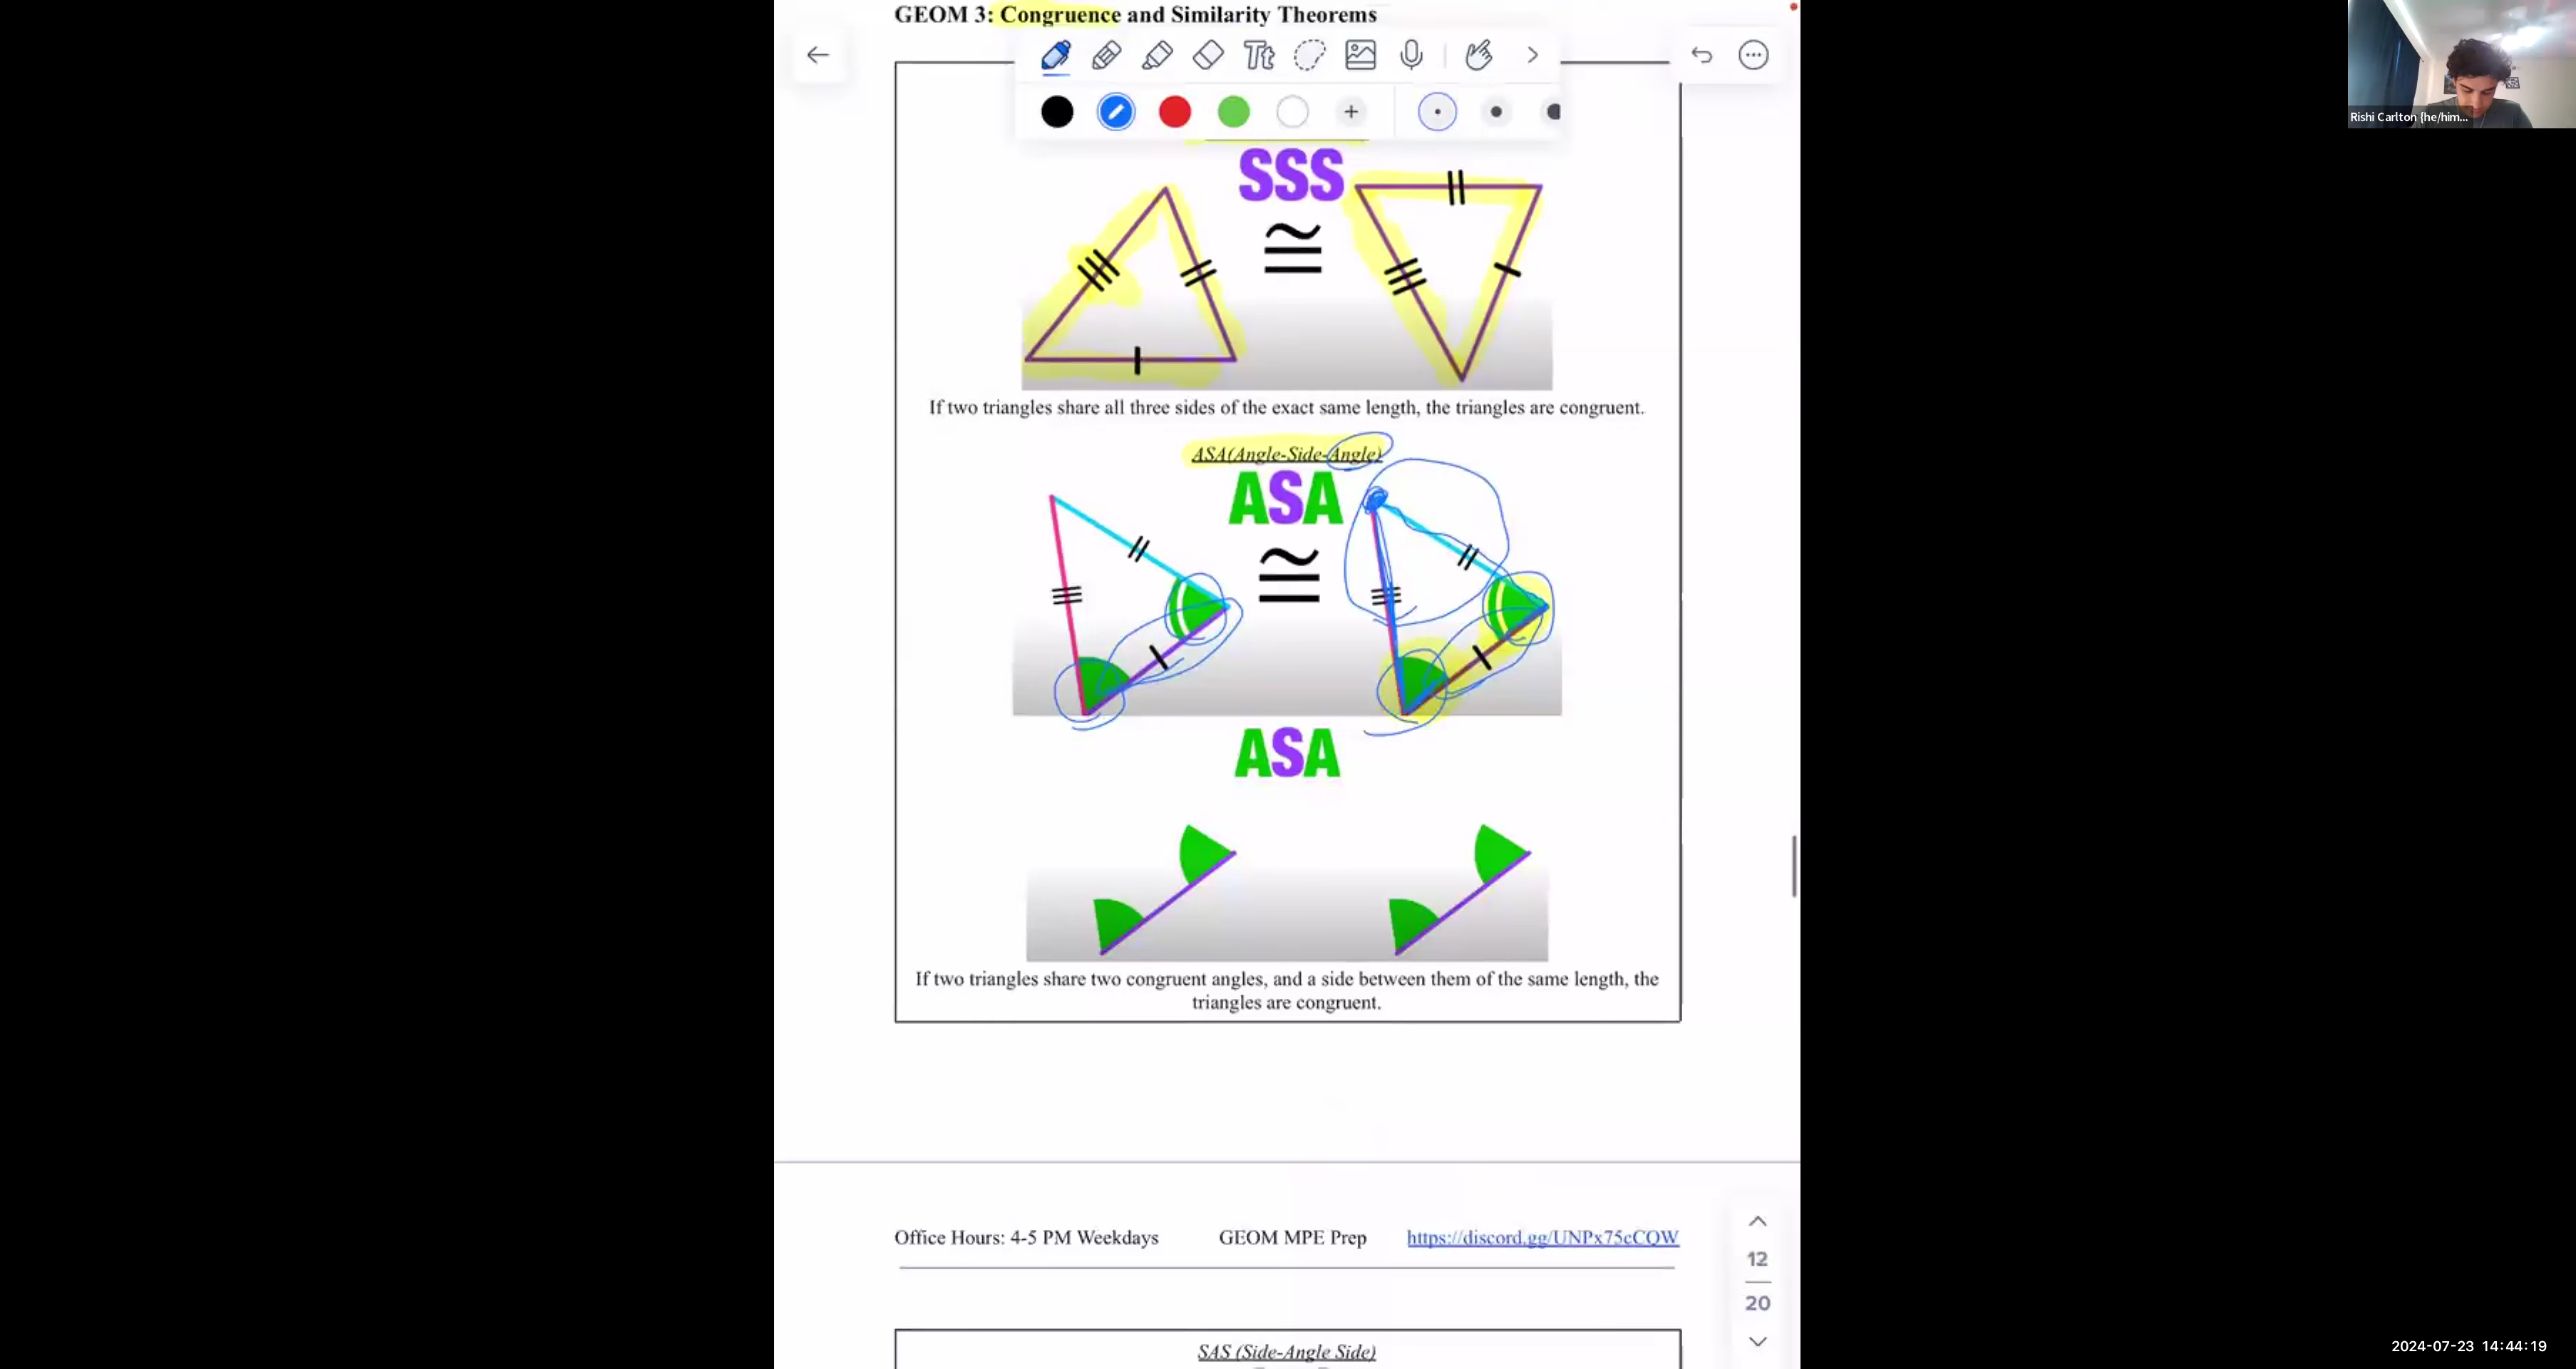 GEOM 3: Congruence and Similarity Theorems
Tt
SSS
≅
If two triangles share all three sides of the exact same length, the triangles are congruent.
ASA(Angle-Side-Angle)
ASA
≅
ASA
If two triangles share two congruent angles, and a side between them of the same length, the
triangles are congruent.
Office Hours: 4-5 PM Weekdays GEOM MPE Prep https://discord.gg/UNPx75cCQW
12
20
SAS (Side-Angle Side)
Rishi Carlton (he/him...
2024-07-23 14:44:19